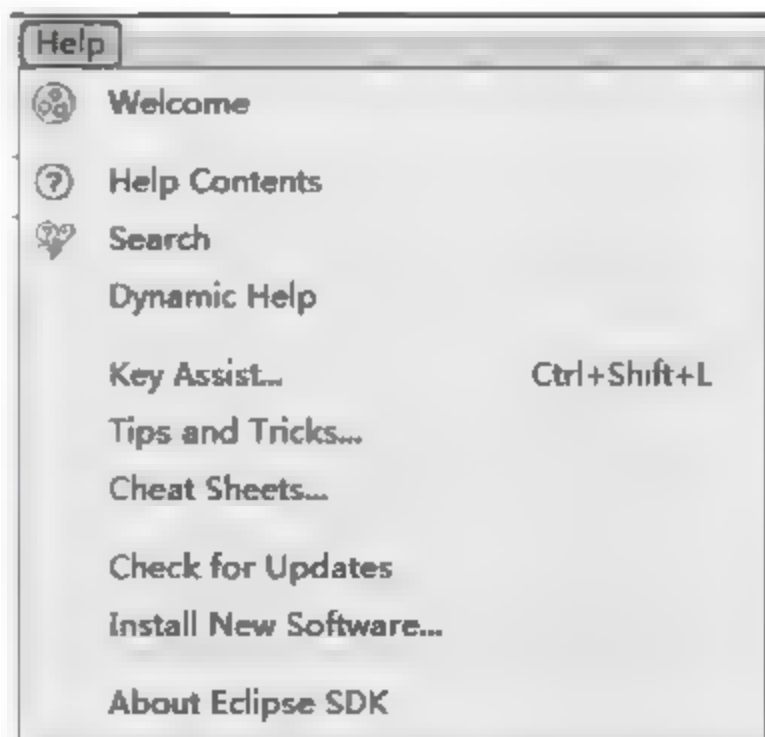 Help
Welcome
Help Contents
Search
Dynamic Help
Key Assist... Ctrl+Shift+L
Tips and Tricks...
Cheat Sheets...
Check for Updates
Install New Software...
About Eclipse SDK